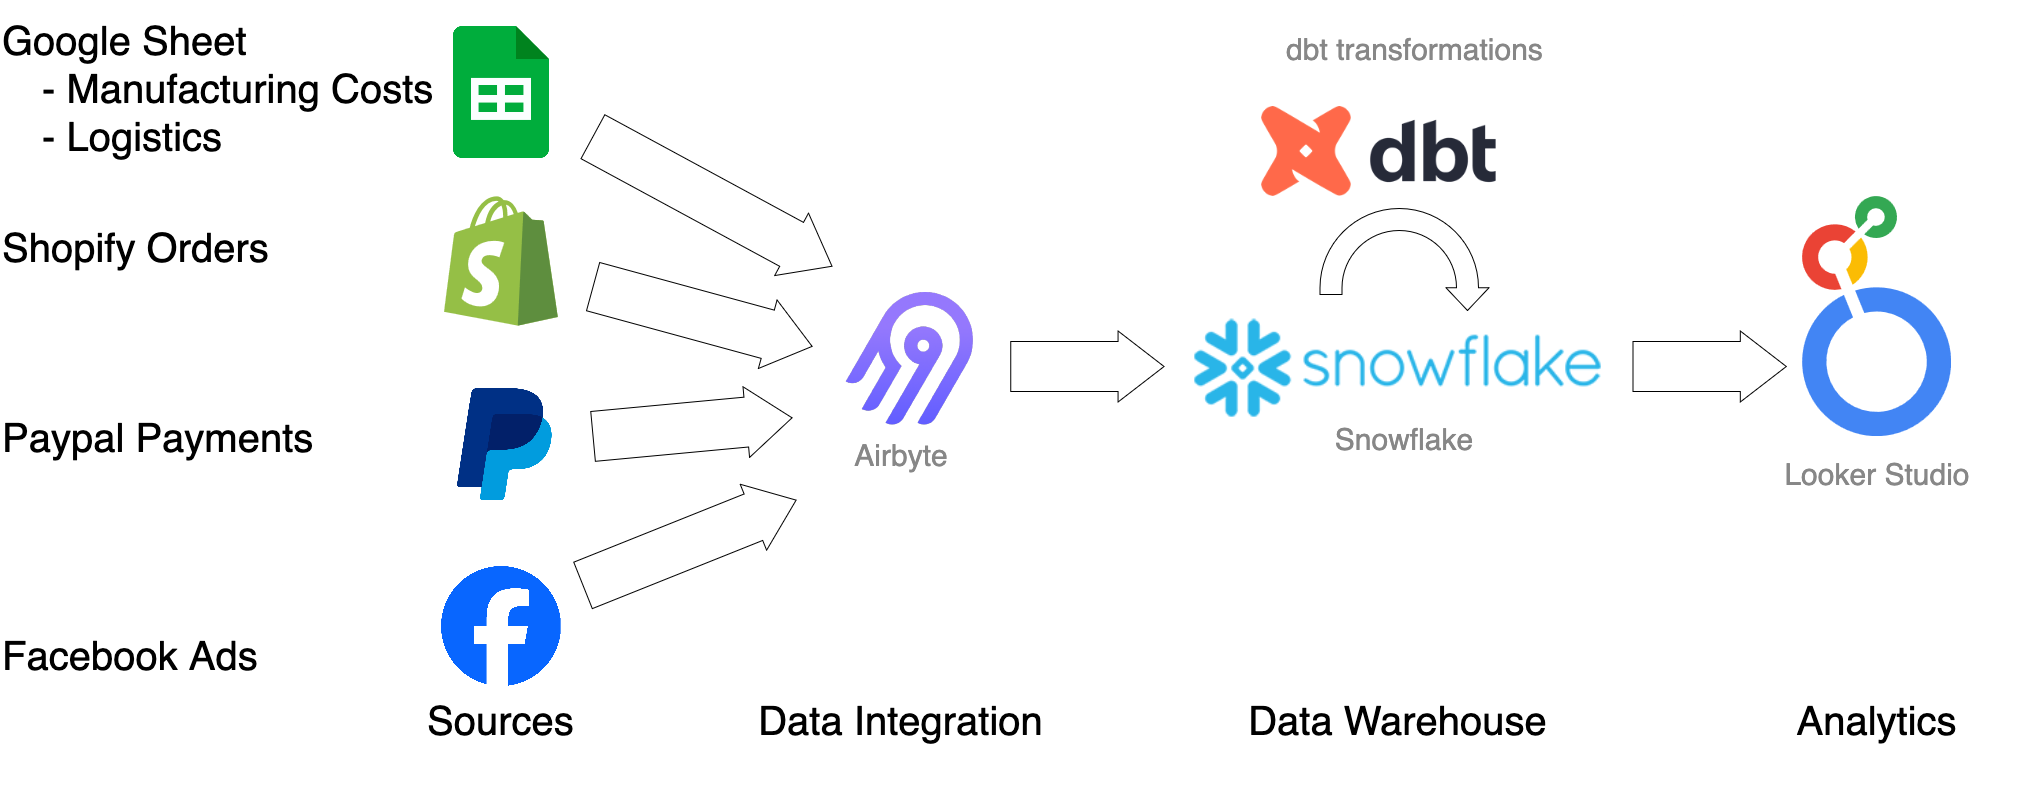 Google Sheet
- Manufacturing Costs
- Logistics
Shopify Orders
Paypal Payments
Facebook Ads
Sources
Airbyte
Data Integration
dbt transformations
dbt
snowflake
Snowflake
Data Warehouse
Looker Studio
Analytics